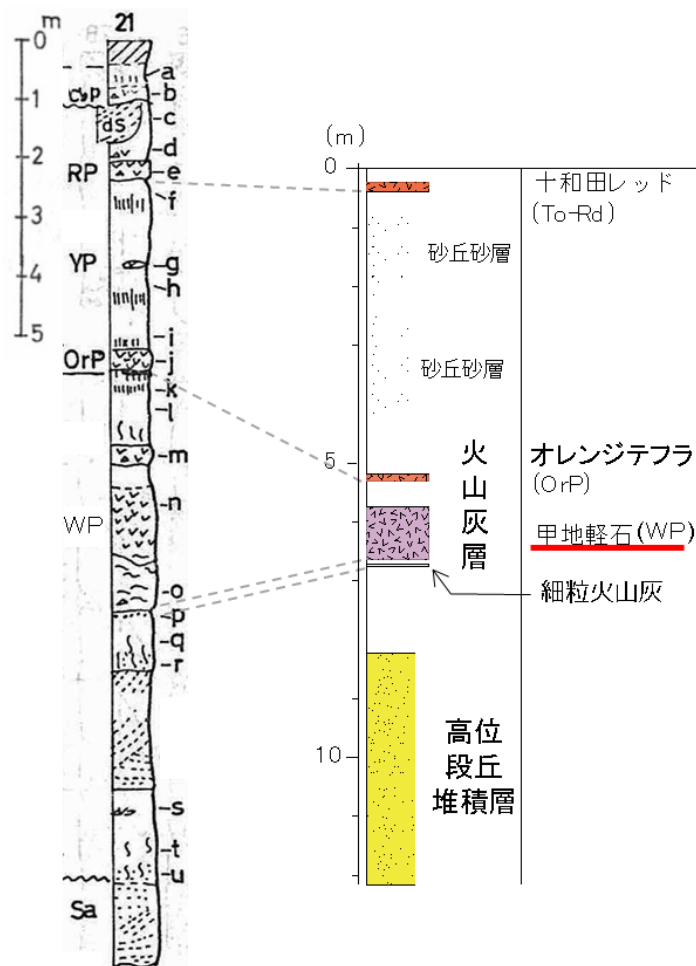 m
21
0
1
2
3
4
5
CbP
RP
YP
OrP
WP
Sa
ds
a
b
c
d
e
f
g
h
i
j
k
l
m
n
o
p
q
r
s
t
u
(m)
0
5
10
十和田レッド
(To-Rd)
砂丘砂層
砂丘砂層
火山灰層
オレンジテフラ
(OrP)
甲地軽石(WP)
細粒火山灰
高位
段丘
堆積層